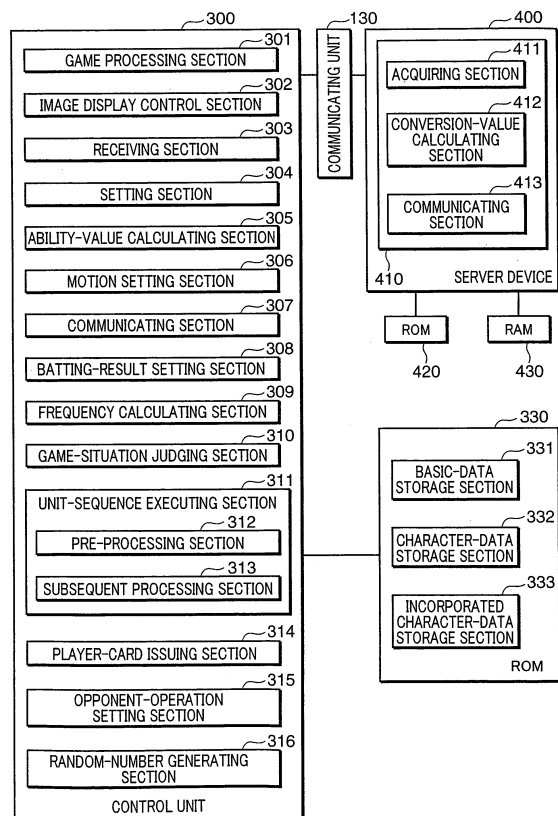 300
301
GAME PROCESSING SECTION
302
IMAGE DISPLAY CONTROL SECTION
303
RECEIVING SECTION
304
SETTING SECTION
305
ABILITY-VALUE CALCULATING SECTION
306
MOTION SETTING SECTION
307
COMMUNICATING SECTION
308
BATTING-RESULT SETTING SECTION
309
FREQUENCY CALCULATING SECTION
310
GAME-SITUATION JUDGING SECTION
311
UNIT-SEQUENCE EXECUTING SECTION
312
PRE-PROCESSING SECTION
313
SUBSEQUENT PROCESSING SECTION
314
PLAYER-CARD ISSUING SECTION
315
OPPONENT-OPERATION
SETTING SECTION
316
RANDOM-NUMBER GENERATING
SECTION
CONTROL UNIT
130
COMMUNICATING UNIT
400
411
ACQUIRING SECTION
412
CONVERSION-VALUE
CALCULATING
SECTION
413
COMMUNICATING
SECTION
410
SERVER DEVICE
ROM
420
RAM
430
330
331
BASIC-DATA
STORAGE SECTION
332
CHARACTER-DATA
STORAGE SECTION
333
INCORPORATED
CHARACTER-DATA
STORAGE SECTION
ROM